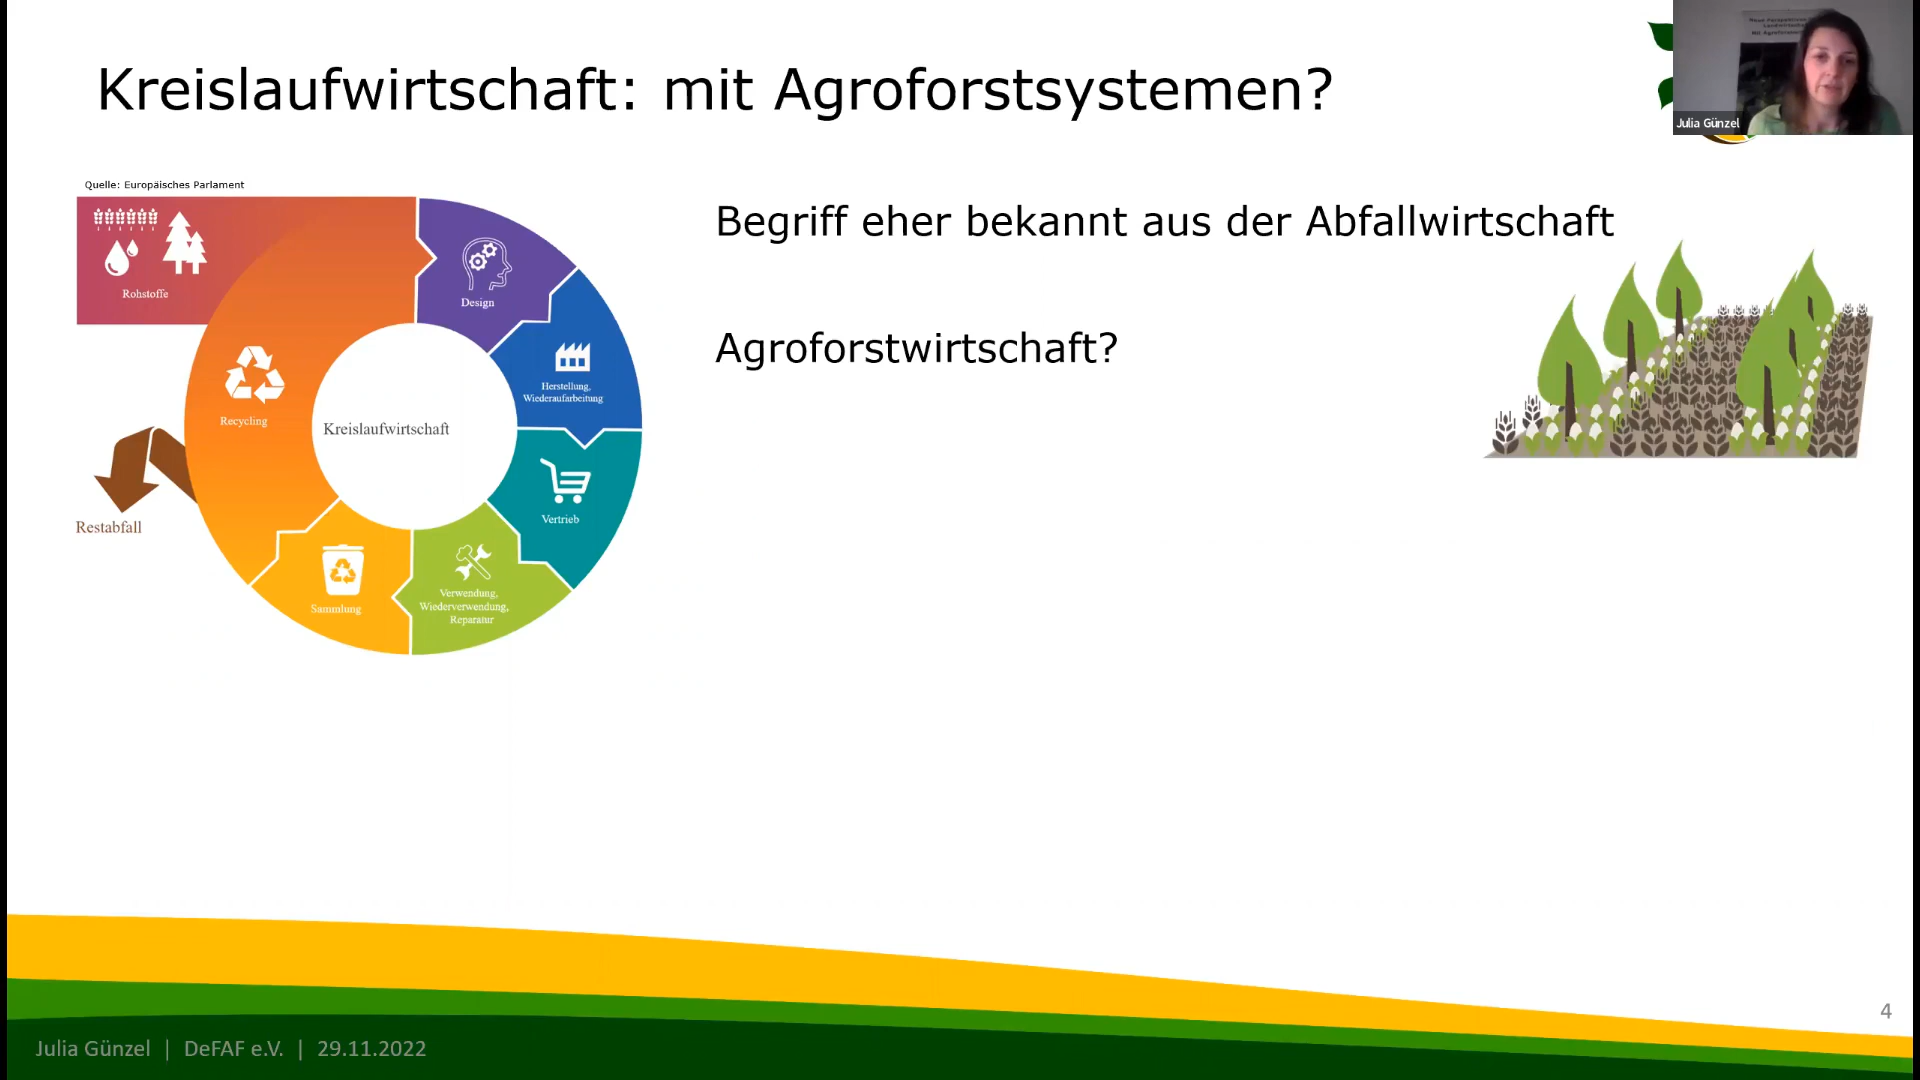 Kreislaufwirtschaft: mit Agroforstsystemen?
Julia Günzel
Quelle: Europäisches Parlament
Rohstoffe
Design
Herstellung,
Wiederaufarbeitung
Recycling
Kreislaufwirtschaft
Vertrieb
Restabfall
Sammlung
Verwendung,
Wiederverwendung,
Reparatur
Begriff eher bekannt aus der Abfallwirtschaft
Agroforstwirtschaft?
4
Julia Günzel | DeFAF e.V. | 29.11.2022